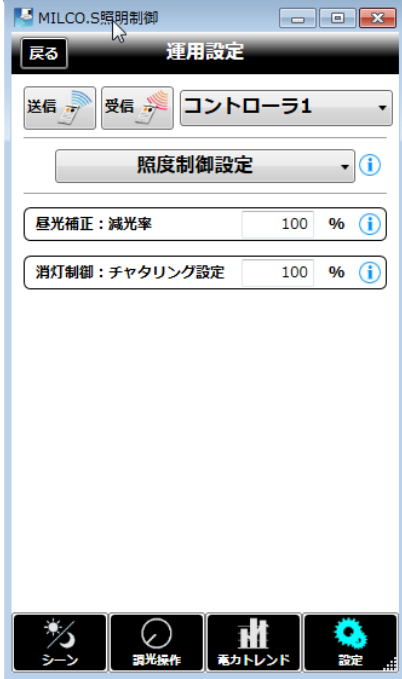 MILCO.S照明制御
戻る 運用設定
送信 受信 コントローラ1
照度制御設定
昼光補正：減光率 100 %
消灯制御：チャタリング設定 100 %
シーン 調光操作 電力トレンド 設定